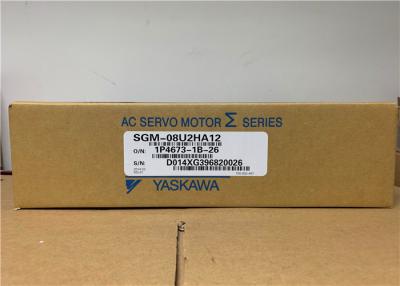 AC SERVO MOTOR Σ SERIES
SGM-08U2HA12
O/N: 1P4673-1B-26
S/N: D014XG396820026
YASKAWA